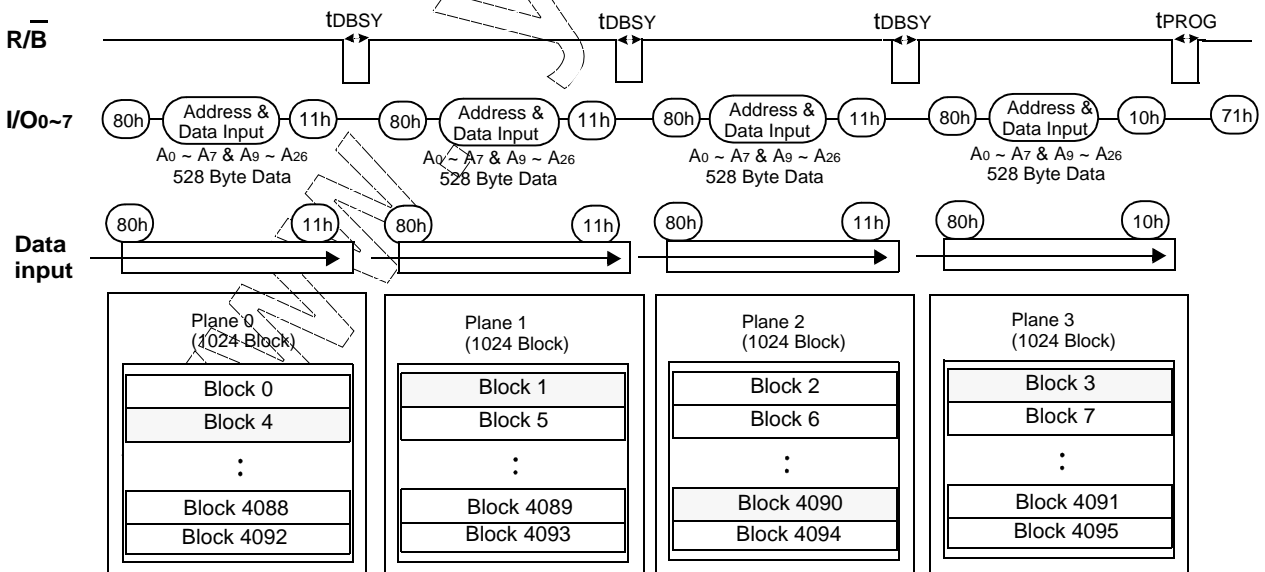 tDBSY tDBSY tDBSY tPROG
R/B
I/O0~7 80h Address & Data Input 11h 80h Address & Data Input 11h 80h Address & Data Input 11h 80h Address & Data Input 10h 71h
A0 ~ A7 & A9 ~ A26 A0 ~ A7 & A9 ~ A26 A0 ~ A7 & A9 ~ A26 A0 ~ A7 & A9 ~ A26
528 Byte Data 528 Byte Data 528 Byte Data 528 Byte Data
80h 11h 80h 11h 80h 11h 80h 10h
Data
input
Plane 0 Plane 1 Plane 2 Plane 3
(1024 Block) (1024 Block) (1024 Block) (1024 Block)
Block 0 Block 1 Block 2 Block 3
Block 4 Block 5 Block 6 Block 7
: : : :
Block 4088 Block 4089 Block 4090 Block 4091
Block 4092 Block 4093 Block 4094 Block 4095